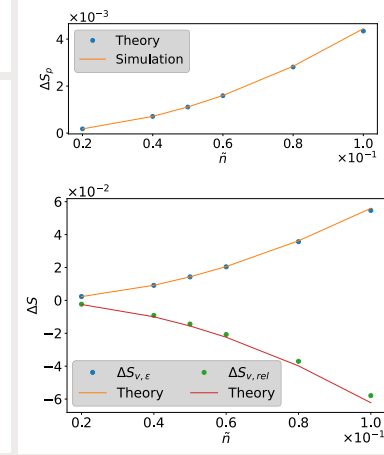 ×10⁻³
4
2
0
ΔSₚ
Theory
Simulation
0.2 0.4 0.6 0.8 1.0
ñ
×10⁻¹
×10⁻²
6
4
2
0
−2
−4
−6
ΔS
ΔS_{v, ε} ΔS_{v, rel}
Theory Theory
0.2 0.4 0.6 0.8 1.0
ñ
×10⁻¹